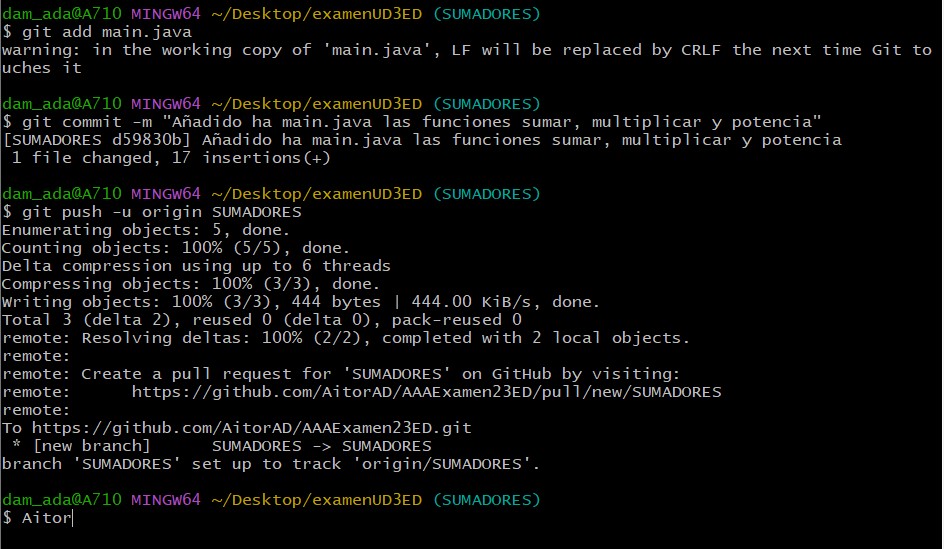 dam_ada@A710 MINGW64 ~/Desktop/examenUD3ED (SUMADORES)
$ git add main.java
warning: in the working copy of 'main.java', LF will be replaced by CRLF the next time Git to
uches it
dam_ada@A710 MINGW64 ~/Desktop/examenUD3ED (SUMADORES)
$ git commit -m "Añadido ha main.java las funciones sumar, multiplicar y potencia"
[SUMADORES d59830b] Añadido ha main.java las funciones sumar, multiplicar y potencia
 1 file changed, 17 insertions(+)
dam_ada@A710 MINGW64 ~/Desktop/examenUD3ED (SUMADORES)
$ git push -u origin SUMADORES
Enumerating objects: 5, done.
Counting objects: 100% (5/5), done.
Delta compression using up to 6 threads
Compressing objects: 100% (3/3), done.
Writing objects: 100% (3/3), 444 bytes | 444.00 KiB/s, done.
Total 3 (delta 2), reused 0 (delta 0), pack-reused 0
remote: Resolving deltas: 100% (2/2), completed with 2 local objects.
remote:
remote: Create a pull request for 'SUMADORES' on GitHub by visiting:
remote:      https://github.com/AitorAD/AAAExamen23ED/pull/new/SUMADORES
remote:
To https://github.com/AitorAD/AAAExamen23ED.git
 * [new branch]      SUMADORES -> SUMADORES
branch 'SUMADORES' set up to track 'origin/SUMADORES'.
dam_ada@A710 MINGW64 ~/Desktop/examenUD3ED (SUMADORES)
$ Aitor